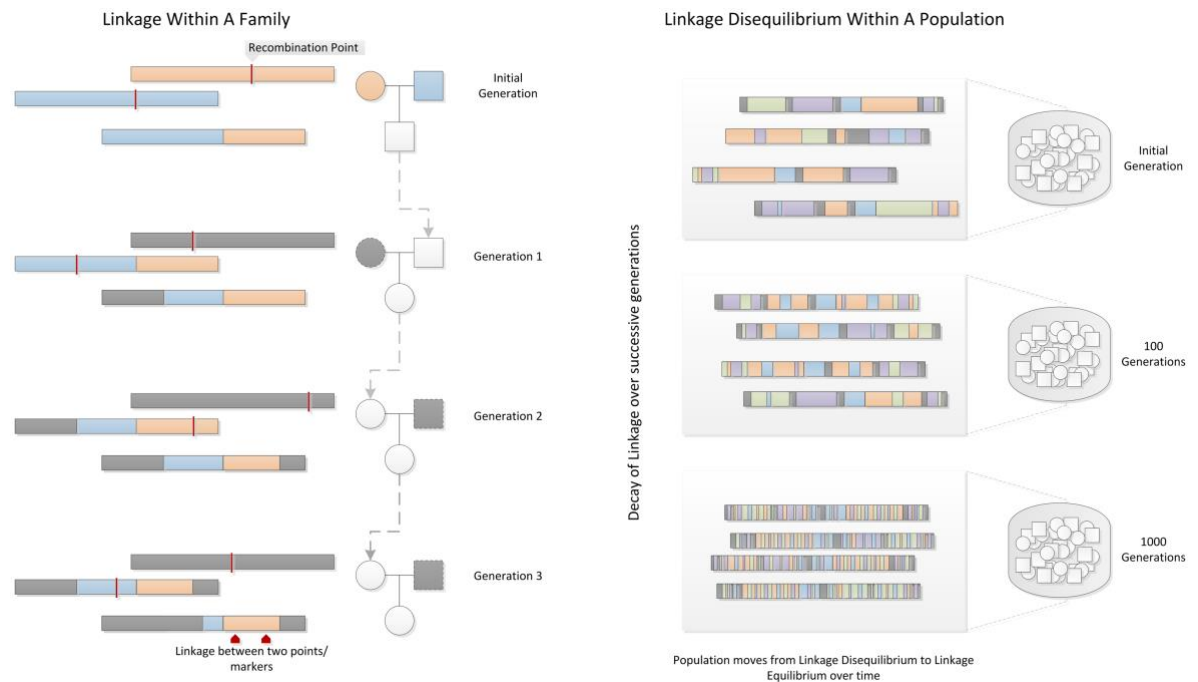 Linkage Within A Family
Recombination Point
Initial
Generation
Generation 1
Generation 2
Generation 3
Linkage between two points/
markers
Linkage Disequilibrium Within A Population
Decay of Linkage over successive generations
Initial
Generation
100
Generations
1000
Generations
Population moves from Linkage Disequilibrium to Linkage
Equilibrium over time